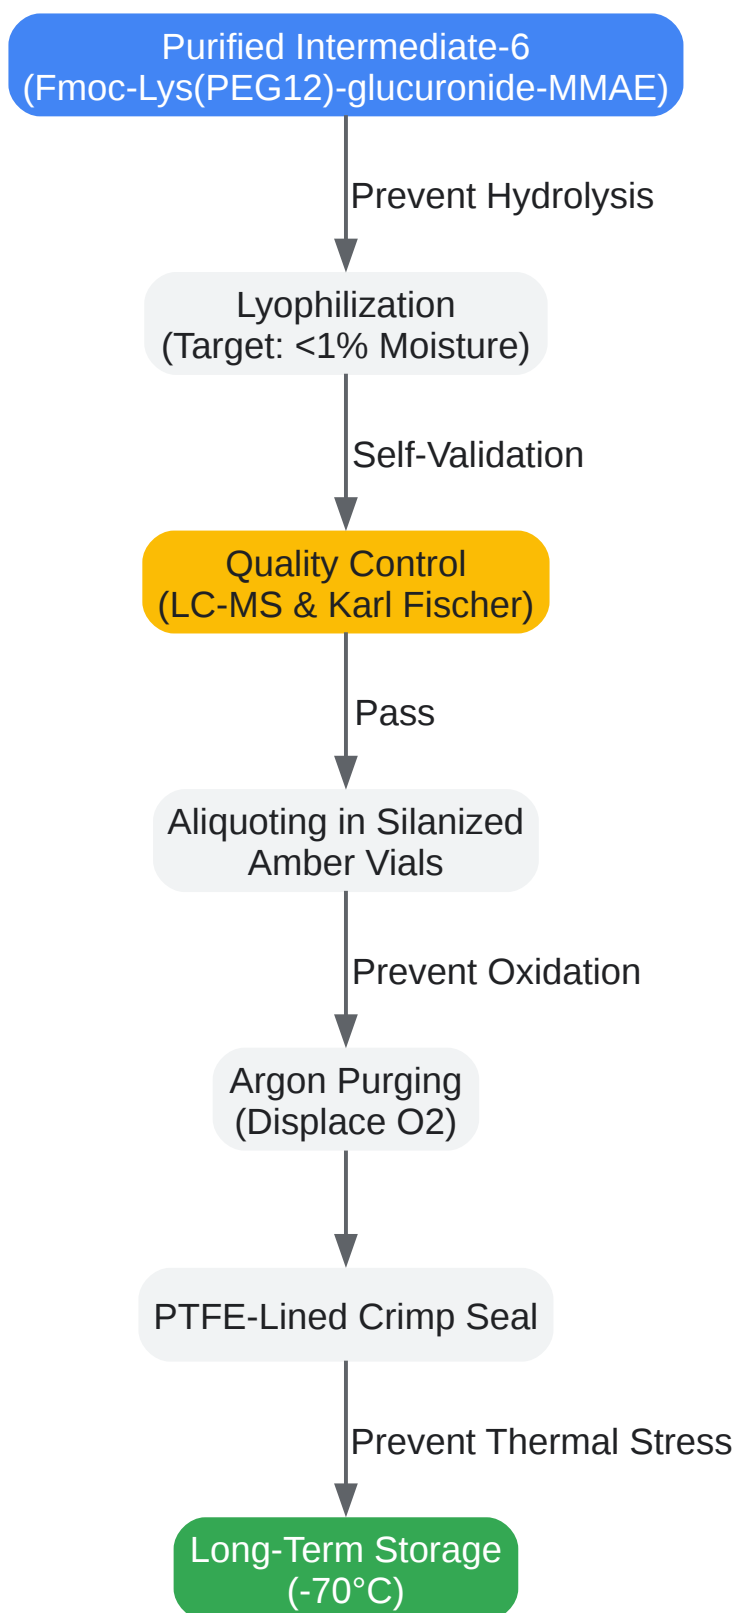 Purified Intermediate-6
(Fmoc-Lys(PEG12)-glucuronide-MMAE)
Prevent Hydrolysis
Lyophilization
(Target: <1% Moisture)
Self-Validation
Quality Control
(LC-MS & Karl Fischer)
Pass
Aliquoting in Silanized
Amber Vials
Prevent Oxidation
Argon Purging
(Displace O2)
PTFE-Lined Crimp Seal
Prevent Thermal Stress
Long-Term Storage
(-70°C)